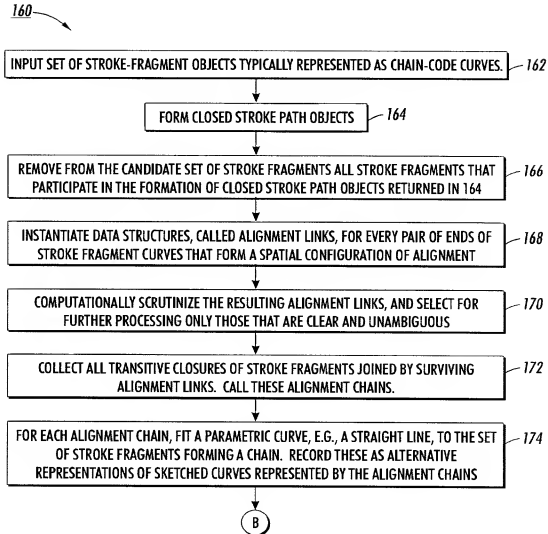 160
INPUT SET OF STROKE-FRAGMENT OBJECTS TYPICALLY REPRESENTED AS CHAIN-CODE CURVES.
162
FORM CLOSED STROKE PATH OBJECTS
164
REMOVE FROM THE CANDIDATE SET OF STROKE FRAGMENTS ALL STROKE FRAGMENTS THAT
PARTICIPATE IN THE FORMATION OF CLOSED STROKE PATH OBJECTS RETURNED IN 164
166
INSTANTIATE DATA STRUCTURES, CALLED ALIGNMENT LINKS, FOR EVERY PAIR OF ENDS OF
STROKE FRAGMENT CURVES THAT FORM A SPATIAL CONFIGURATION OF ALIGNMENT
168
COMPUTATIONALLY SCRUTINIZE THE RESULTING ALIGNMENT LINKS, AND SELECT FOR
FURTHER PROCESSING ONLY THOSE THAT ARE CLEAR AND UNAMBIGUOUS
170
COLLECT ALL TRANSITIVE CLOSURES OF STROKE FRAGMENTS JOINED BY SURVIVING
ALIGNMENT LINKS. CALL THESE ALIGNMENT CHAINS.
172
FOR EACH ALIGNMENT CHAIN, FIT A PARAMETRIC CURVE, E.G., A STRAIGHT LINE, TO THE SET
OF STROKE FRAGMENTS FORMING A CHAIN. RECORD THESE AS ALTERNATIVE
REPRESENTATIONS OF SKETCHED CURVES REPRESENTED BY THE ALIGNMENT CHAINS
174
B